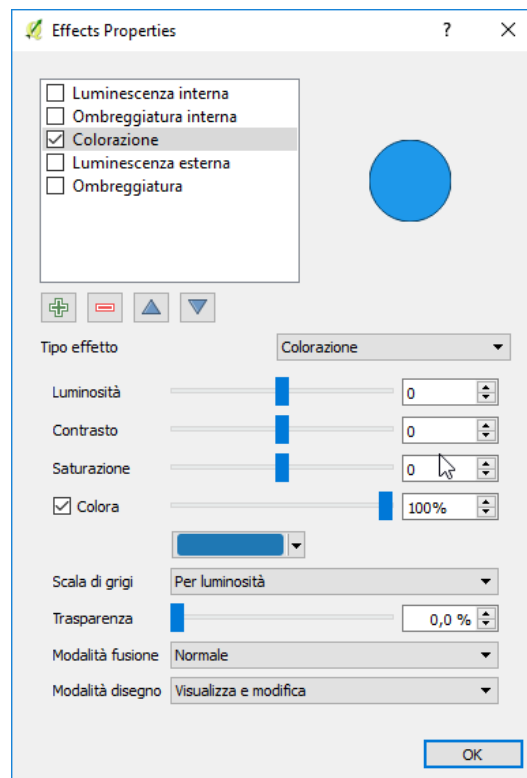 Effects Properties
Luminescenza interna
Ombreggiatura interna
Colorazione
Luminescenza esterna
Ombreggiatura
Tipo effetto Colorazione
Luminosità 0
Contrasto 0
Saturazione 0
Colora 100%
Scala di grigi Per luminosità
Trasparenza 0,0 %
Modalità fusione Normale
Modalità disegno Visualizza e modifica
OK